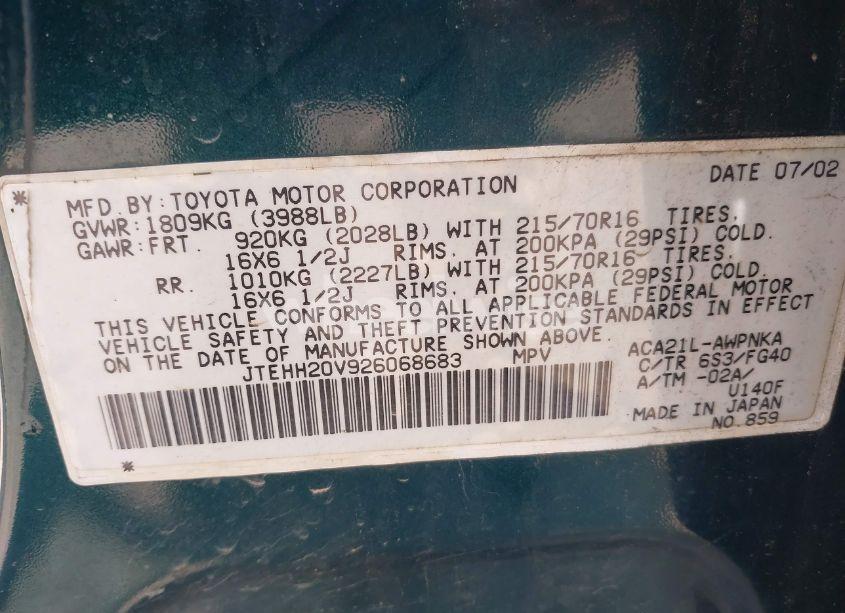 DATE 07/02
MFD BY:TOYOTA MOTOR CORPORATION
GVWR:1809KG (3988LB)
GAWR:FRT. 920KG (2028LB) WITH 215/70R16 TIRES.
16X6 1/2J RIMS. AT 200KPA (29PSI) COLD.
RR. 1010KG (2227LB) WITH 215/70R16 TIRES.
16X6 1/2J RIMS. AT 200KPA (29PSI) COLD.
THIS VEHICLE CONFORMS TO ALL APPLICABLE FEDERAL MOTOR
VEHICLE SAFETY AND THEFT PREVENTION STANDARDS IN EFFECT
ON THE DATE OF MANUFACTURE SHOWN ABOVE.
JTEHH20V926068683 MPV
ACA21L-AWPNKA
C/TR 6S3/FG40
A/TM -02A/
U140F
MADE IN JAPAN
NO.859